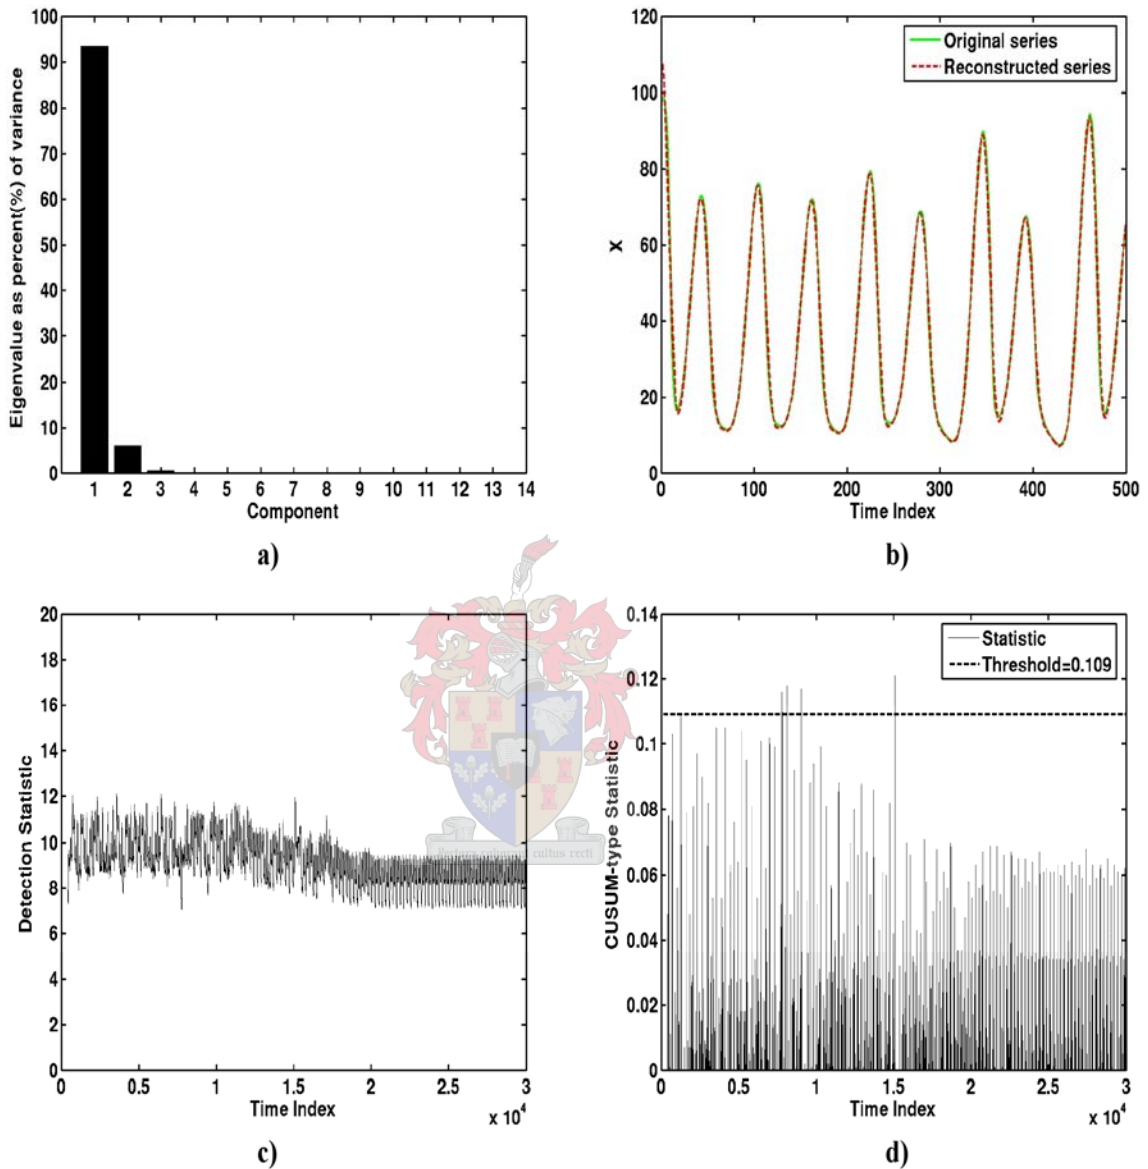 100
90
80
70
60
50
40
30
20
10
0
Eigenvalue as percent(%) of variance
1 2 3 4 5 6 7 8 9 10 11 12 13 14
Component
a)
120
100
80
60
40
20
0
X
Original series
Reconstructed series
0 100 200 300 400 500
Time Index
b)
20
18
16
14
12
10
8
6
4
2
0
Detection Statistic
0 0.5 1 1.5 2 2.5 3
Time Index
x 10^4
c)
0.14
0.12
0.1
0.08
0.06
0.04
0.02
0
CUSUM-type Statistic
Statistic
Threshold=0.109
0 0.5 1 1.5 2 2.5 3
Time Index
x 10^4
d)
cultus recti